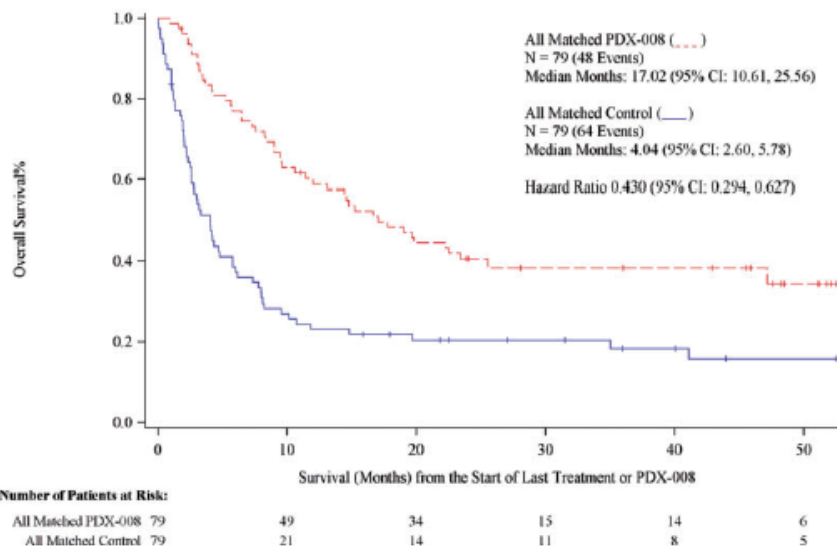 1.0
0.8
0.6
0.4
0.2
0.0
Overall Survival%
All Matched PDX-008 (_ _ _)
N = 79 (48 Events)
Median Months: 17.02 (95% CI: 10.61, 25.56)
All Matched Control (___)
N = 79 (64 Events)
Median Months: 4.04 (95% CI: 2.60, 5.78)
Hazard Ratio 0.430 (95% CI: 0.294, 0.627)
0 10 20 30 40 50
Survival (Months) from the Start of Last Treatment or PDX-008
Number of Patients at Risk:
All Matched PDX-008 79 49 34 15 14 6
All Matched Control 79 21 14 11 8 5